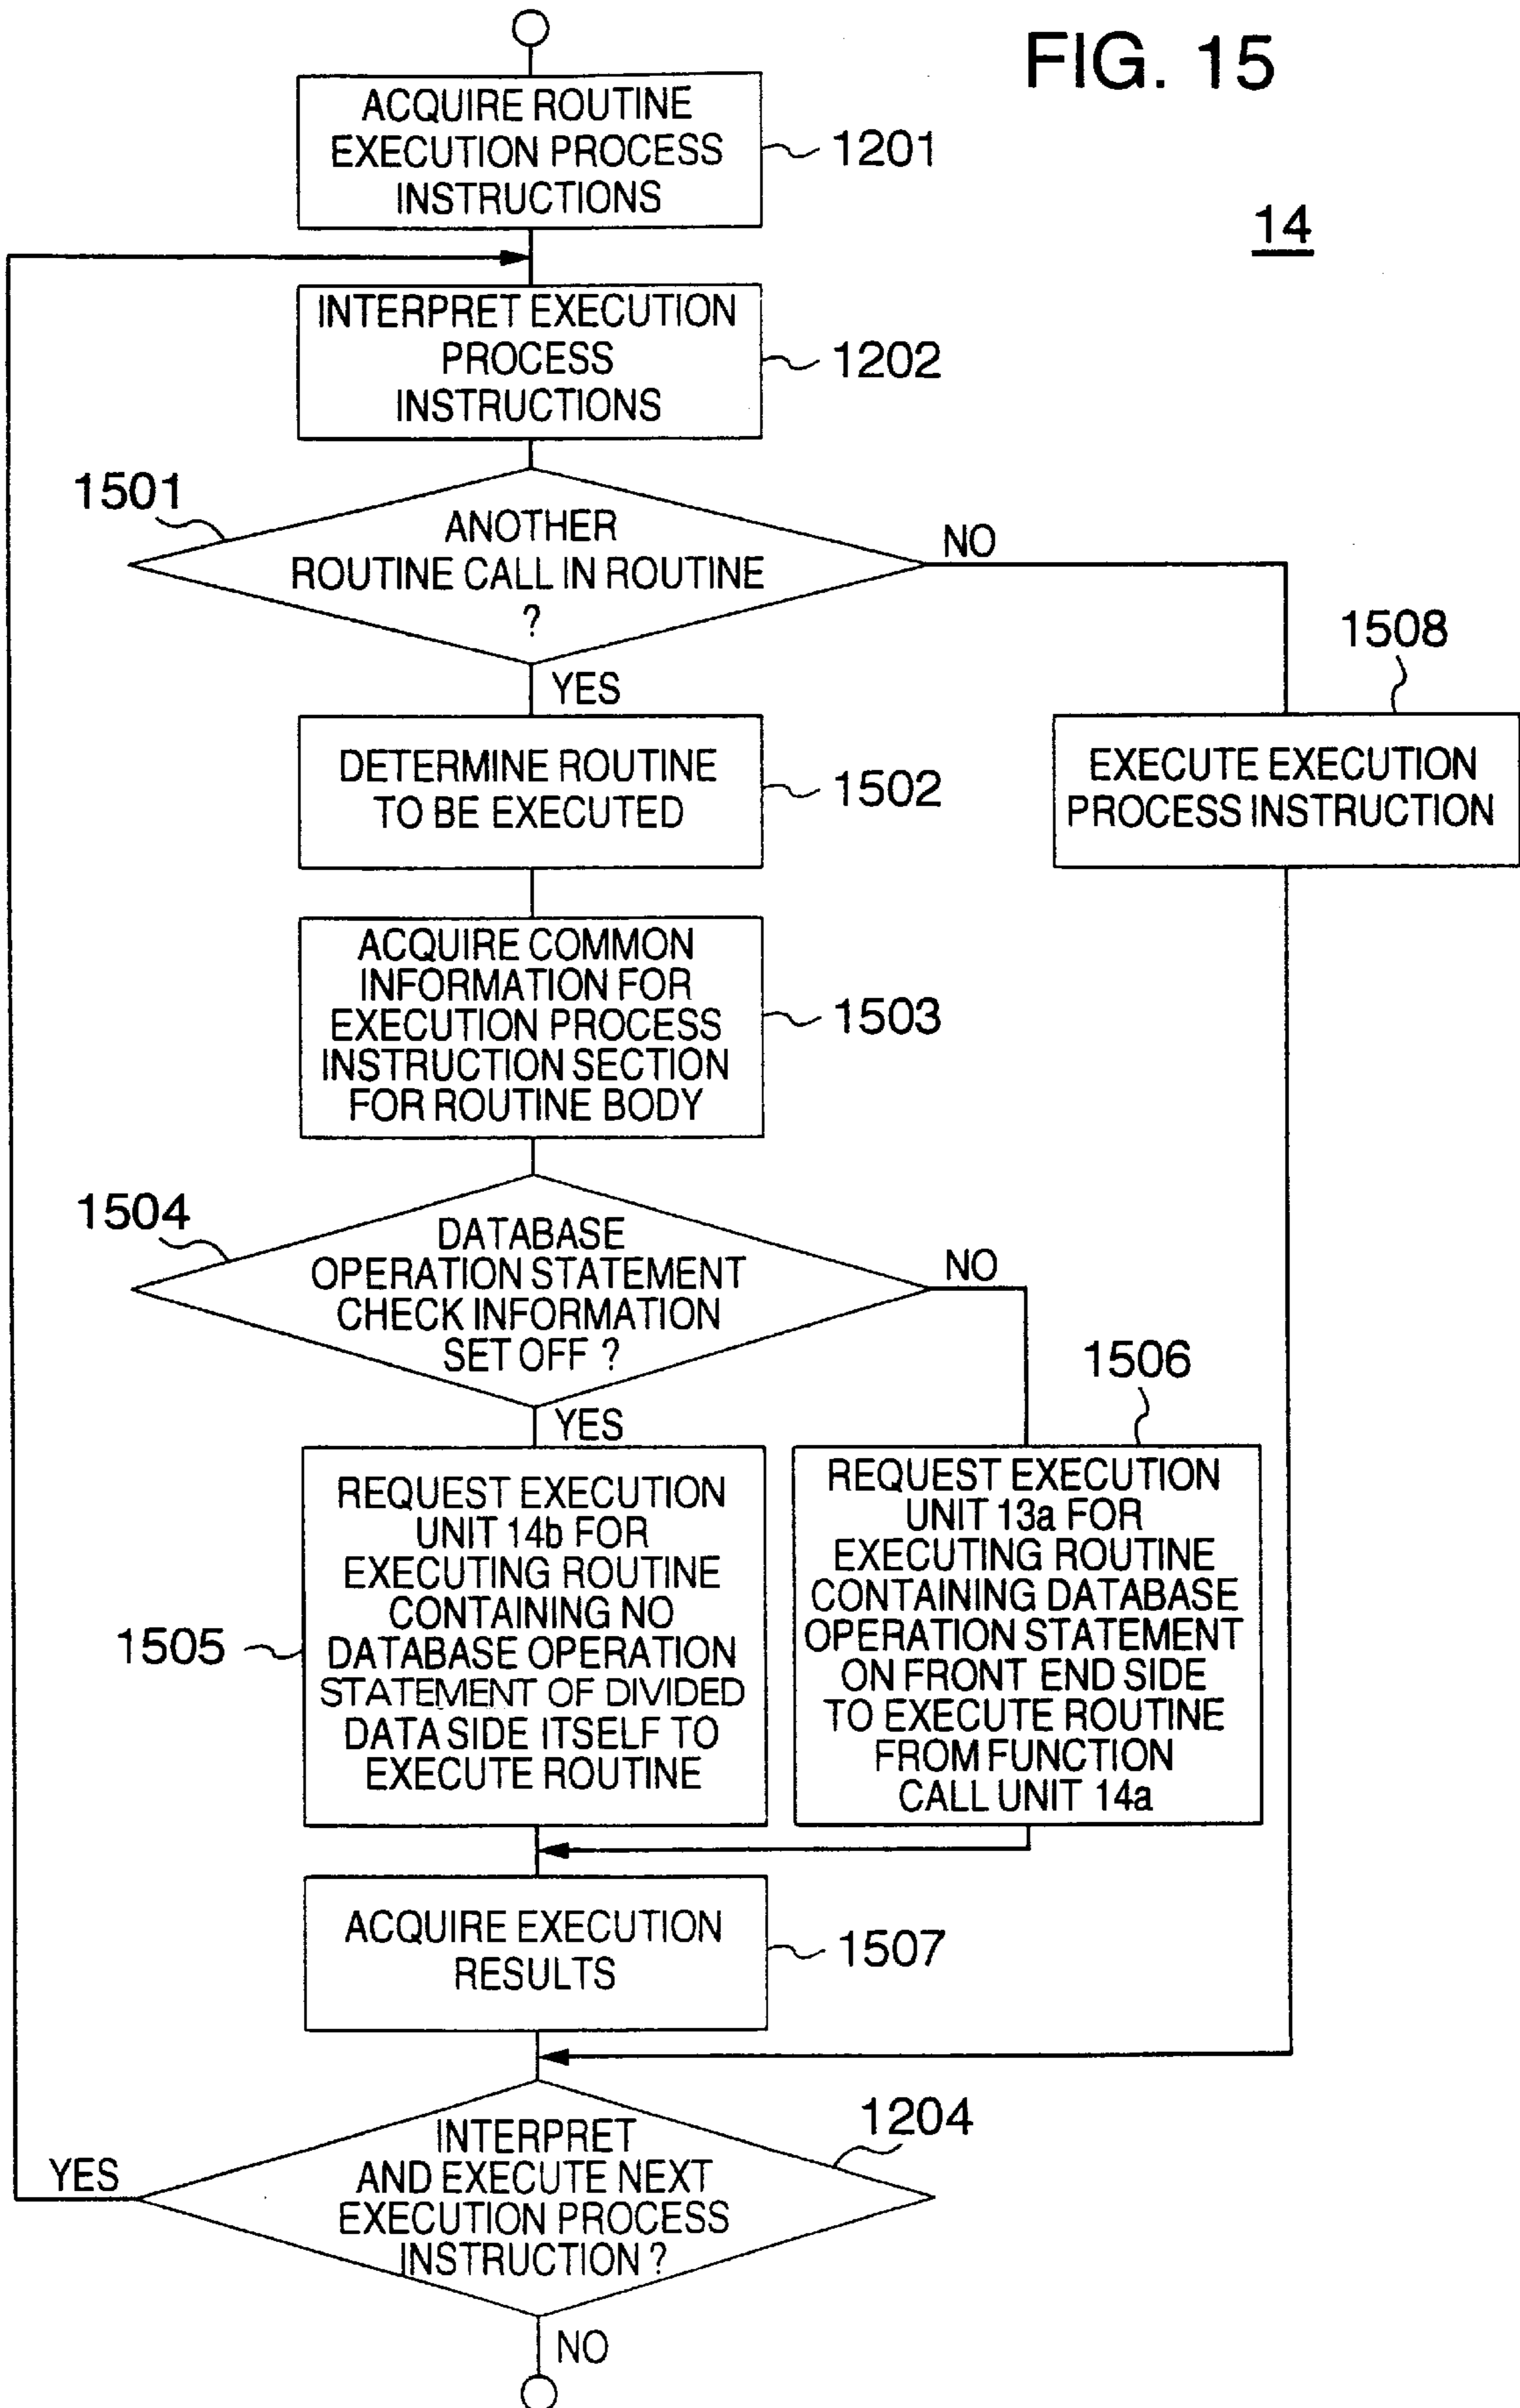 FIG. 15
14
ACQUIRE ROUTINE
EXECUTION PROCESS
INSTRUCTIONS
1201
INTERPRET EXECUTION
PROCESS
INSTRUCTIONS
1202
1501
ANOTHER
ROUTINE CALL IN ROUTINE
?
NO
YES
1508
EXECUTE EXECUTION
PROCESS INSTRUCTION
DETERMINE ROUTINE
TO BE EXECUTED
1502
ACQUIRE COMMON
INFORMATION FOR
EXECUTION PROCESS
INSTRUCTION SECTION
FOR ROUTINE BODY
1503
1504
DATABASE
OPERATION STATEMENT
CHECK INFORMATION
SET OFF ?
NO
YES
1505
REQUEST EXECUTION
UNIT 14b FOR
EXECUTING ROUTINE
CONTAINING NO
DATABASE OPERATION
STATEMENT OF DIVIDED
DATA SIDE ITSELF TO
EXECUTE ROUTINE
1506
REQUEST EXECUTION
UNIT 13a FOR
EXECUTING ROUTINE
CONTAINING DATABASE
OPERATION STATEMENT
ON FRONT END SIDE
TO EXECUTE ROUTINE
FROM FUNCTION
CALL UNIT 14a
ACQUIRE EXECUTION
RESULTS
1507
1204
INTERPRET
AND EXECUTE NEXT
EXECUTION PROCESS
INSTRUCTION ?
YES
NO